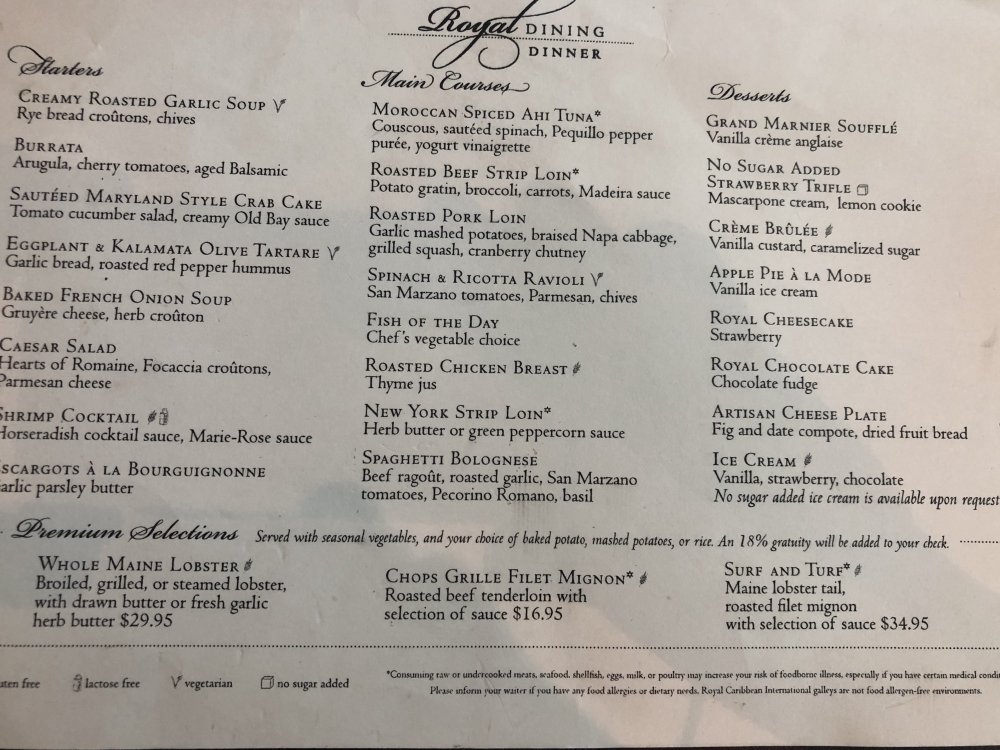 Royal DINING
DINNER
Starters
CREAMY ROASTED GARLIC SOUP
Rye bread croûtons, chives
BURRATA
Arugula, cherry tomatoes, aged Balsamic
SAUTÉED MARYLAND STYLE CRAB CAKE
Tomato cucumber salad, creamy Old Bay sauce
EGGPLANT & KALAMATA OLIVE TARTARE
Garlic bread, roasted red pepper hummus
BAKED FRENCH ONION SOUP
Gruyère cheese, herb croûton
CAESAR SALAD
Hearts of Romaine, Focaccia croûtons,
Parmesan cheese
SHRIMP COCKTAIL
Horseradish cocktail sauce, Marie-Rose sauce
ESCARGOTS À LA BOURGUIGNONNE
arlic parsley butter
Main Courses
MOROCCAN SPICED AHI TUNA*
Couscous, sautéed spinach, Pequillo pepper
purée, yogurt vinaigrette
ROASTED BEEF STRIP LOIN*
Potato gratin, broccoli, carrots, Madeira sauce
ROASTED PORK LOIN
Garlic mashed potatoes, braised Napa cabbage,
grilled squash, cranberry chutney
SPINACH & RICOTTA RAVIOLI
San Marzano tomatoes, Parmesan, chives
FISH OF THE DAY
Chef's vegetable choice
ROASTED CHICKEN BREAST
Thyme jus
NEW YORK STRIP LOIN*
Herb butter or green peppercorn sauce
SPAGHETTI BOLOGNESE
Beef ragoût, roasted garlic, San Marzano
tomatoes, Pecorino Romano, basil
Desserts
GRAND MARNIER SOUFFLÉ
Vanilla crème anglaise
NO SUGAR ADDED
STRAWBERRY TRIFLE
Mascarpone cream, lemon cookie
CRÈME BRÛLÉE
Vanilla custard, caramelized sugar
APPLE PIE À LA MODE
Vanilla ice cream
ROYAL CHEESECAKE
Strawberry
ROYAL CHOCOLATE CAKE
Chocolate fudge
ARTISAN CHEESE PLATE
Fig and date compote, dried fruit bread
ICE CREAM
Vanilla, strawberry, chocolate
No sugar added ice cream is available upon request
Premium Selections Served with seasonal vegetables, and your choice of baked potato, mashed potatoes, or rice. An 18% gratuity will be added to your check.
WHOLE MAINE LOBSTER
Broiled, grilled, or steamed lobster,
with drawn butter or fresh garlic
herb butter $29.95
CHOPS GRILLE FILET MIGNON*
Roasted beef tenderloin with
selection of sauce $16.95
SURF AND TURF*
Maine lobster tail,
roasted filet mignon
with selection of sauce $34.95
uten free lactose free vegetarian no sugar added
*Consuming raw or undercooked meats, seafood, shellfish, eggs, milk, or poultry may increase your risk of foodborne illness, especially if you have certain medical condi
Please inform your waiter if you have any food allergies or dietary needs. Royal Caribbean International galleys are not food allergen-free environments.